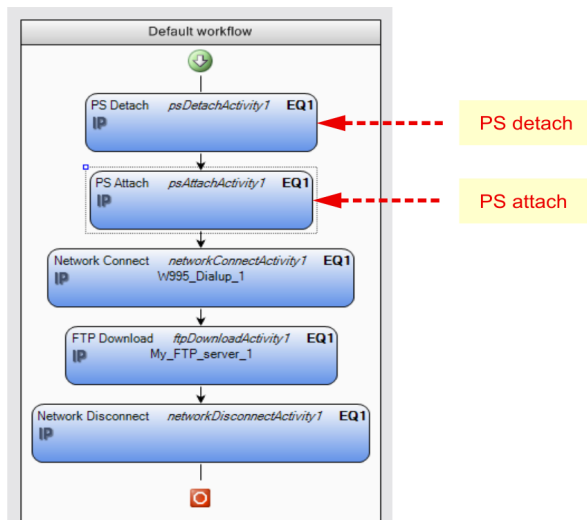 Default workflow
PS Detach psDetachActivity1 EQ1
IP
PS detach
PS Attach psAttachActivity1 EQ1
IP
PS attach
Network Connect networkConnectActivity1 EQ1
IP W995_Dialup_1
FTP Download ftpDownloadActivity1 EQ1
IP My_FTP_server_1
Network Disconnect networkDisconnectActivity1 EQ1
IP